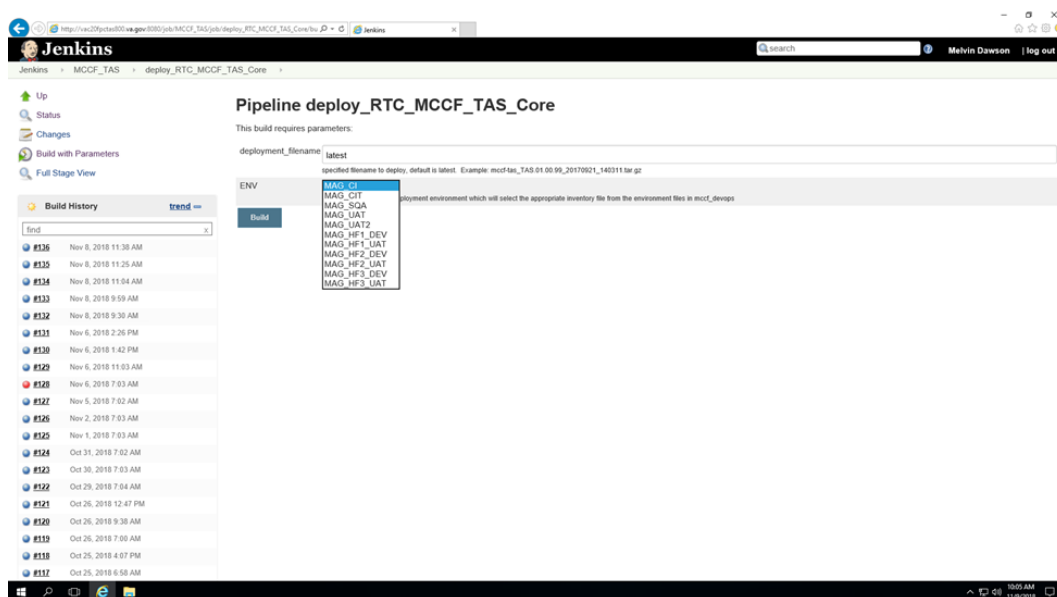 http://vac20fpctas800.va.gov:8080/job/MCCF_TAS/job/deploy_RTC_MCCF_TAS_Core/bu
Jenkins
x
Jenkins
search
Melvin Dawson | log out
Jenkins MCCF_TAS deploy_RTC_MCCF_TAS_Core
Up
Status
Changes
Build with Parameters
Full Stage View
Build History trend
find x
#136 Nov 8, 2018 11:38 AM
#135 Nov 8, 2018 11:25 AM
#134 Nov 8, 2018 11:04 AM
#133 Nov 8, 2018 9:59 AM
#132 Nov 8, 2018 9:30 AM
#131 Nov 6, 2018 2:26 PM
#130 Nov 6, 2018 1:42 PM
#129 Nov 6, 2018 11:03 AM
#128 Nov 6, 2018 7:03 AM
#127 Nov 5, 2018 7:02 AM
#126 Nov 2, 2018 7:03 AM
#125 Nov 1, 2018 7:03 AM
#124 Oct 31, 2018 7:02 AM
#123 Oct 30, 2018 7:03 AM
#122 Oct 29, 2018 7:04 AM
#121 Oct 26, 2018 12:47 PM
#120 Oct 26, 2018 9:38 AM
#119 Oct 26, 2018 7:00 AM
#118 Oct 25, 2018 4:07 PM
#117 Oct 25, 2018 6:58 AM
Pipeline deploy_RTC_MCCF_TAS_Core
This build requires parameters:
deployment_filename latest
specified filename to deploy, default is latest. Example: mccf-tas_TAS.01.00.99_20170921_140311.tar.gz
ENV
MAG_CI
MAG_CIT
MAG_SQA
MAG_UAT
MAG_UAT2
MAG_HF1_DEV
MAG_HF1_UAT
MAG_HF2_DEV
MAG_HF2_UAT
MAG_HF3_DEV
MAG_HF3_UAT
ployment environment which will select the appropriate inventory file from the environment files in mccf_devops
Build
10:05 AM
11/9/2018